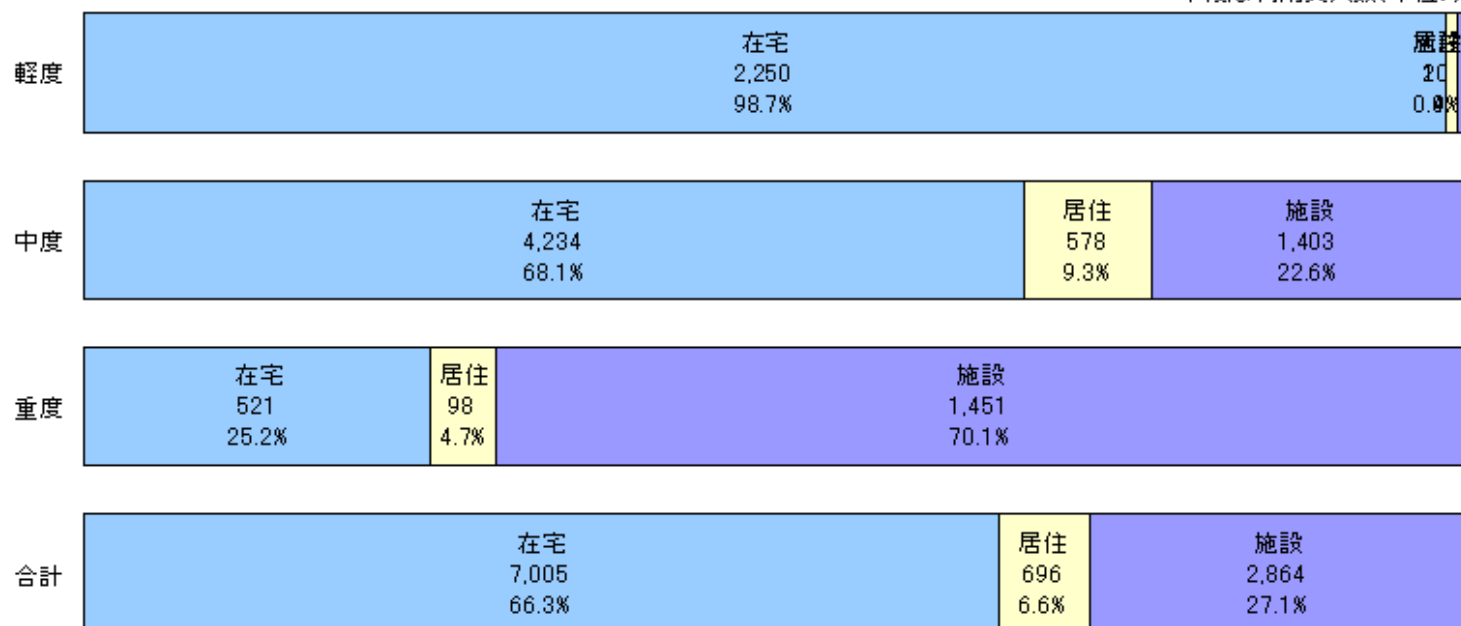 軽度
在宅
2,250
98.7%
中度
在宅
4,234
68.1%
居住
578
9.3%
施設
1,403
22.6%
重度
在宅
521
25.2%
居住
98
4.7%
施設
1,451
70.1%
合計
在宅
7,005
66.3%
居住
696
6.6%
施設
2,864
27.1%